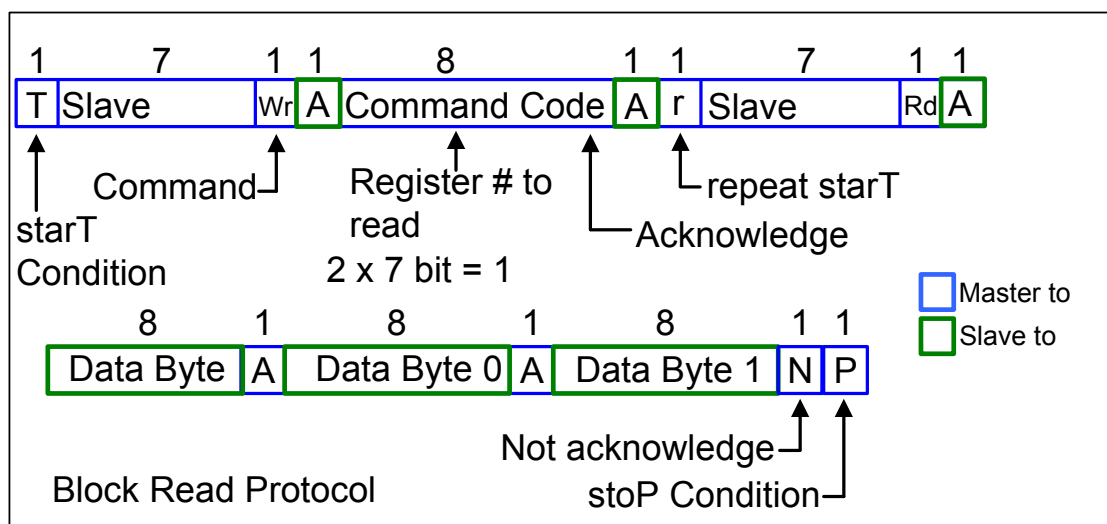 1 7 1 1 8 1 1 7 1 1
T Slave Wr A Command Code A r Slave Rd A
Command
Register # to
read
repeat starT
starT
Condition
Acknowledge
2 x 7 bit = 1
8 1 8 1 8 1 1
Data Byte A Data Byte 0 A Data Byte 1 N P
Master to
Slave to
Not acknowledge
stoP Condition
Block Read Protocol